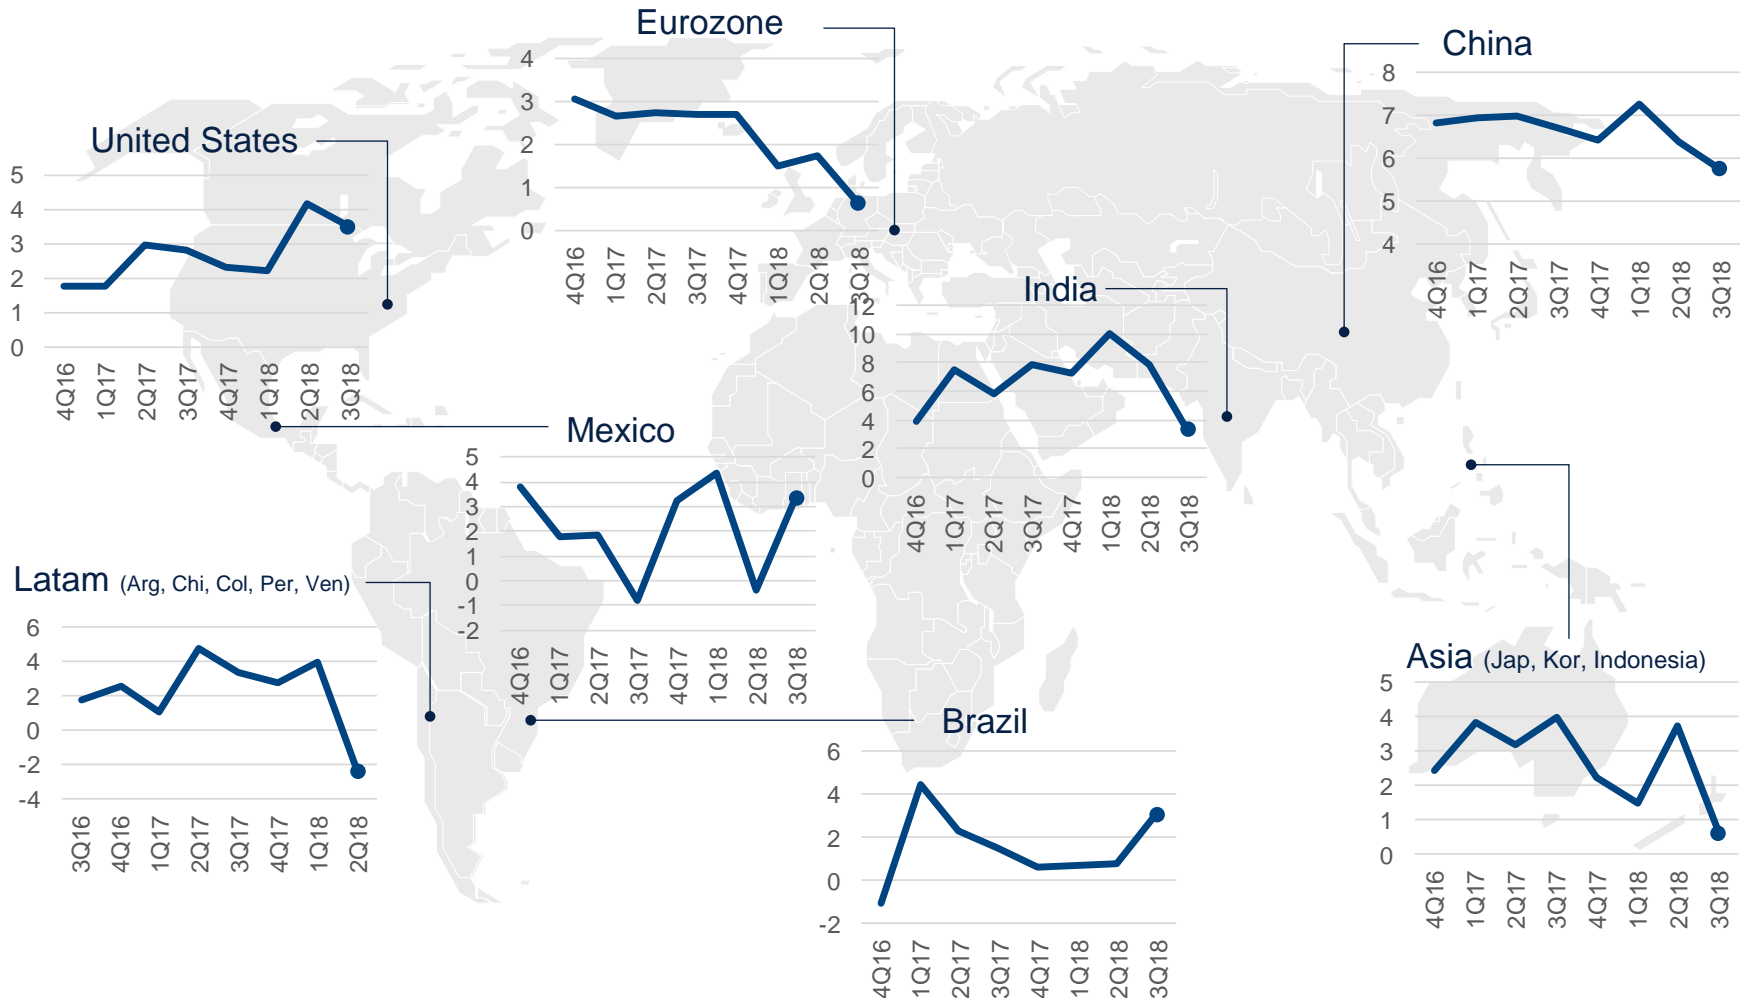 Eurozone
4
3
2
1
0
4Q16
1Q17
2Q17
3Q17
4Q17
1Q18
2Q18
3Q18
China
8
7
6
5
4
4Q16
1Q17
2Q17
3Q17
4Q17
1Q18
2Q18
3Q18
United States
5
4
3
2
1
0
4Q16
1Q17
2Q17
3Q17
4Q17
1Q18
2Q18
3Q18
India
12
10
8
6
4
2
0
4Q16
1Q17
2Q17
3Q17
4Q17
1Q18
2Q18
3Q18
Mexico
5
4
3
2
1
0
-1
-2
4Q16
1Q17
2Q17
3Q17
4Q17
1Q18
2Q18
3Q18
Latam (Arg, Chi, Col, Per, Ven)
6
4
2
0
-2
-4
3Q16
4Q16
1Q17
2Q17
3Q17
4Q17
1Q18
2Q18
Brazil
6
4
2
0
-2
4Q16
1Q17
2Q17
3Q17
4Q17
1Q18
2Q18
3Q18
Asia (Jap, Kor, Indonesia)
5
4
3
2
1
0
4Q16
1Q17
2Q17
3Q17
4Q17
1Q18
2Q18
3Q18